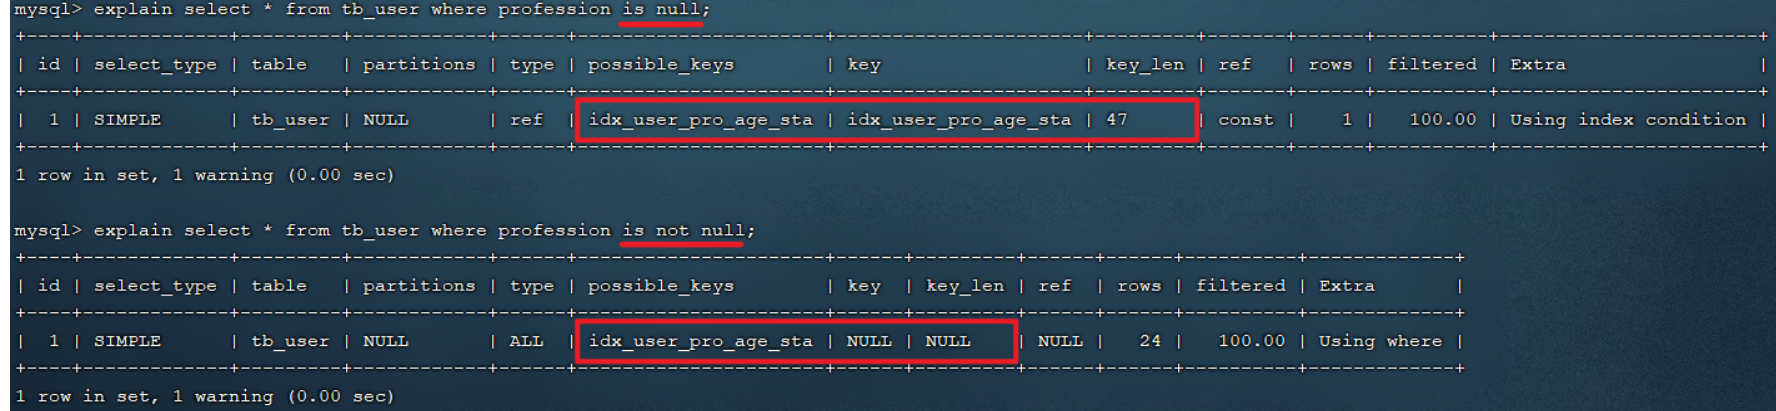 mysql> explain select * from tb_user where profession is null;
+----+-------------+---------+------------+------+----------------------+----------------------+---------+-------+------+----------+-----------------------+
| id | select_type | table   | partitions | type | possible_keys        | key                  | key_len | ref   | rows | filtered | Extra                 |
+----+-------------+---------+------------+------+----------------------+----------------------+---------+-------+------+----------+-----------------------+
|  1 | SIMPLE      | tb_user | NULL       | ref  | idx_user_pro_age_sta | idx_user_pro_age_sta | 47      | const |    1 |   100.00 | Using index condition |
+----+-------------+---------+------------+------+----------------------+----------------------+---------+-------+------+----------+-----------------------+
1 row in set, 1 warning (0.00 sec)
mysql> explain select * from tb_user where profession is not null;
+----+-------------+---------+------------+------+----------------------+------+---------+------+------+----------+-------------+
| id | select_type | table   | partitions | type | possible_keys        | key  | key_len | ref  | rows | filtered | Extra       |
+----+-------------+---------+------------+------+----------------------+------+---------+------+------+----------+-------------+
|  1 | SIMPLE      | tb_user | NULL       | ALL  | idx_user_pro_age_sta | NULL | NULL    | NULL |   24 |   100.00 | Using where |
+----+-------------+---------+------------+------+----------------------+------+---------+------+------+----------+-------------+
1 row in set, 1 warning (0.00 sec)